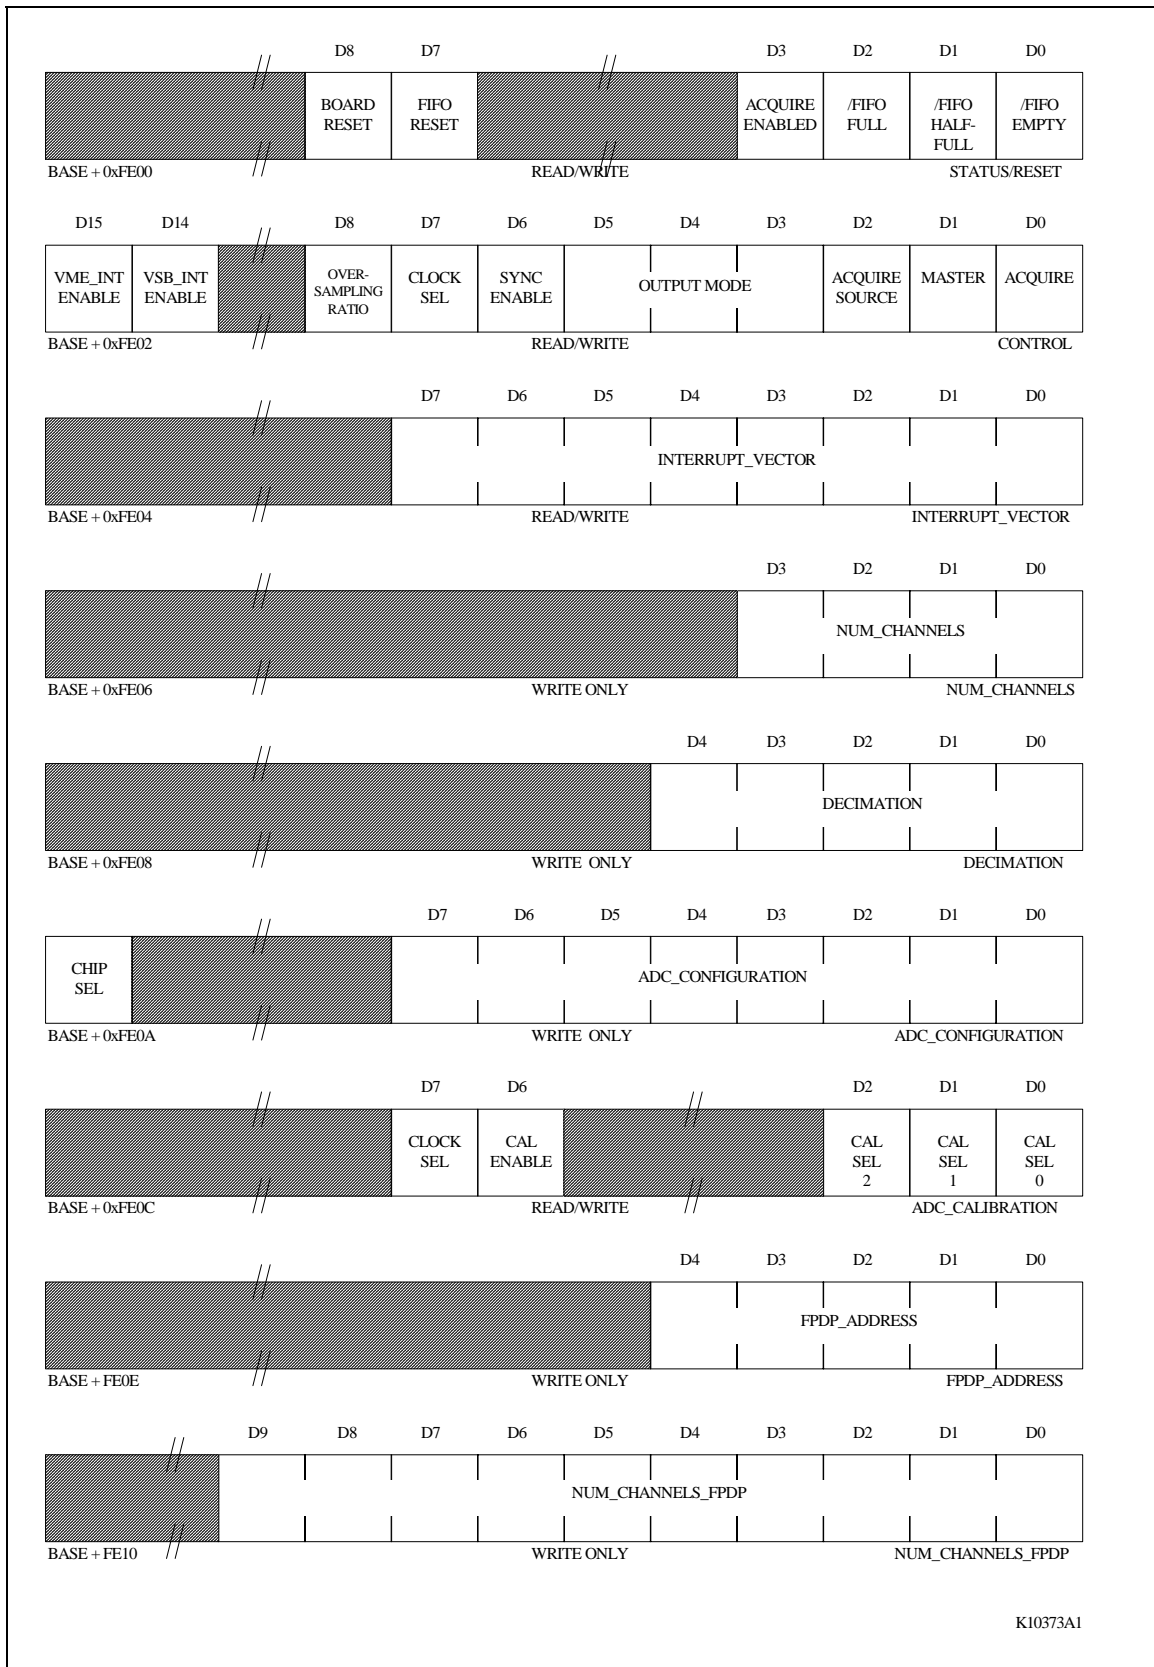 D8 D7 D3 D2 D1 D0
BOARD RESET FIFO RESET ACQUIRE ENABLED /FIFO FULL /FIFO HALF-FULL /FIFO EMPTY
BASE + 0xFE00 READ/WRITE STATUS/RESET
D15 D14 D8 D7 D6 D5 D4 D3 D2 D1 D0
VME_INT ENABLE VSB_INT ENABLE OVER-SAMPLING RATIO CLOCK SEL SYNC ENABLE OUTPUT MODE ACQUIRE SOURCE MASTER ACQUIRE
BASE + 0xFE02 READ/WRITE CONTROL
D7 D6 D5 D4 D3 D2 D1 D0
INTERRUPT_VECTOR
BASE + 0xFE04 READ/WRITE INTERRUPT_VECTOR
D3 D2 D1 D0
NUM_CHANNELS
BASE + 0xFE06 WRITE ONLY NUM_CHANNELS
D4 D3 D2 D1 D0
DECIMATION
BASE + 0xFE08 WRITE ONLY DECIMATION
D7 D6 D5 D4 D3 D2 D1 D0
CHIP SEL ADC_CONFIGURATION
BASE + 0xFE0A WRITE ONLY ADC_CONFIGURATION
D7 D6 D2 D1 D0
CLOCK SEL CAL ENABLE CAL SEL 2 CAL SEL 1 CAL SEL 0
BASE + 0xFE0C READ/WRITE ADC_CALIBRATION
D4 D3 D2 D1 D0
FPDP_ADDRESS
BASE + FE0E WRITE ONLY FPDP_ADDRESS
D9 D8 D7 D6 D5 D4 D3 D2 D1 D0
NUM_CHANNELS_FPDP
BASE + FE10 WRITE ONLY NUM_CHANNELS_FPDP
K10373A1